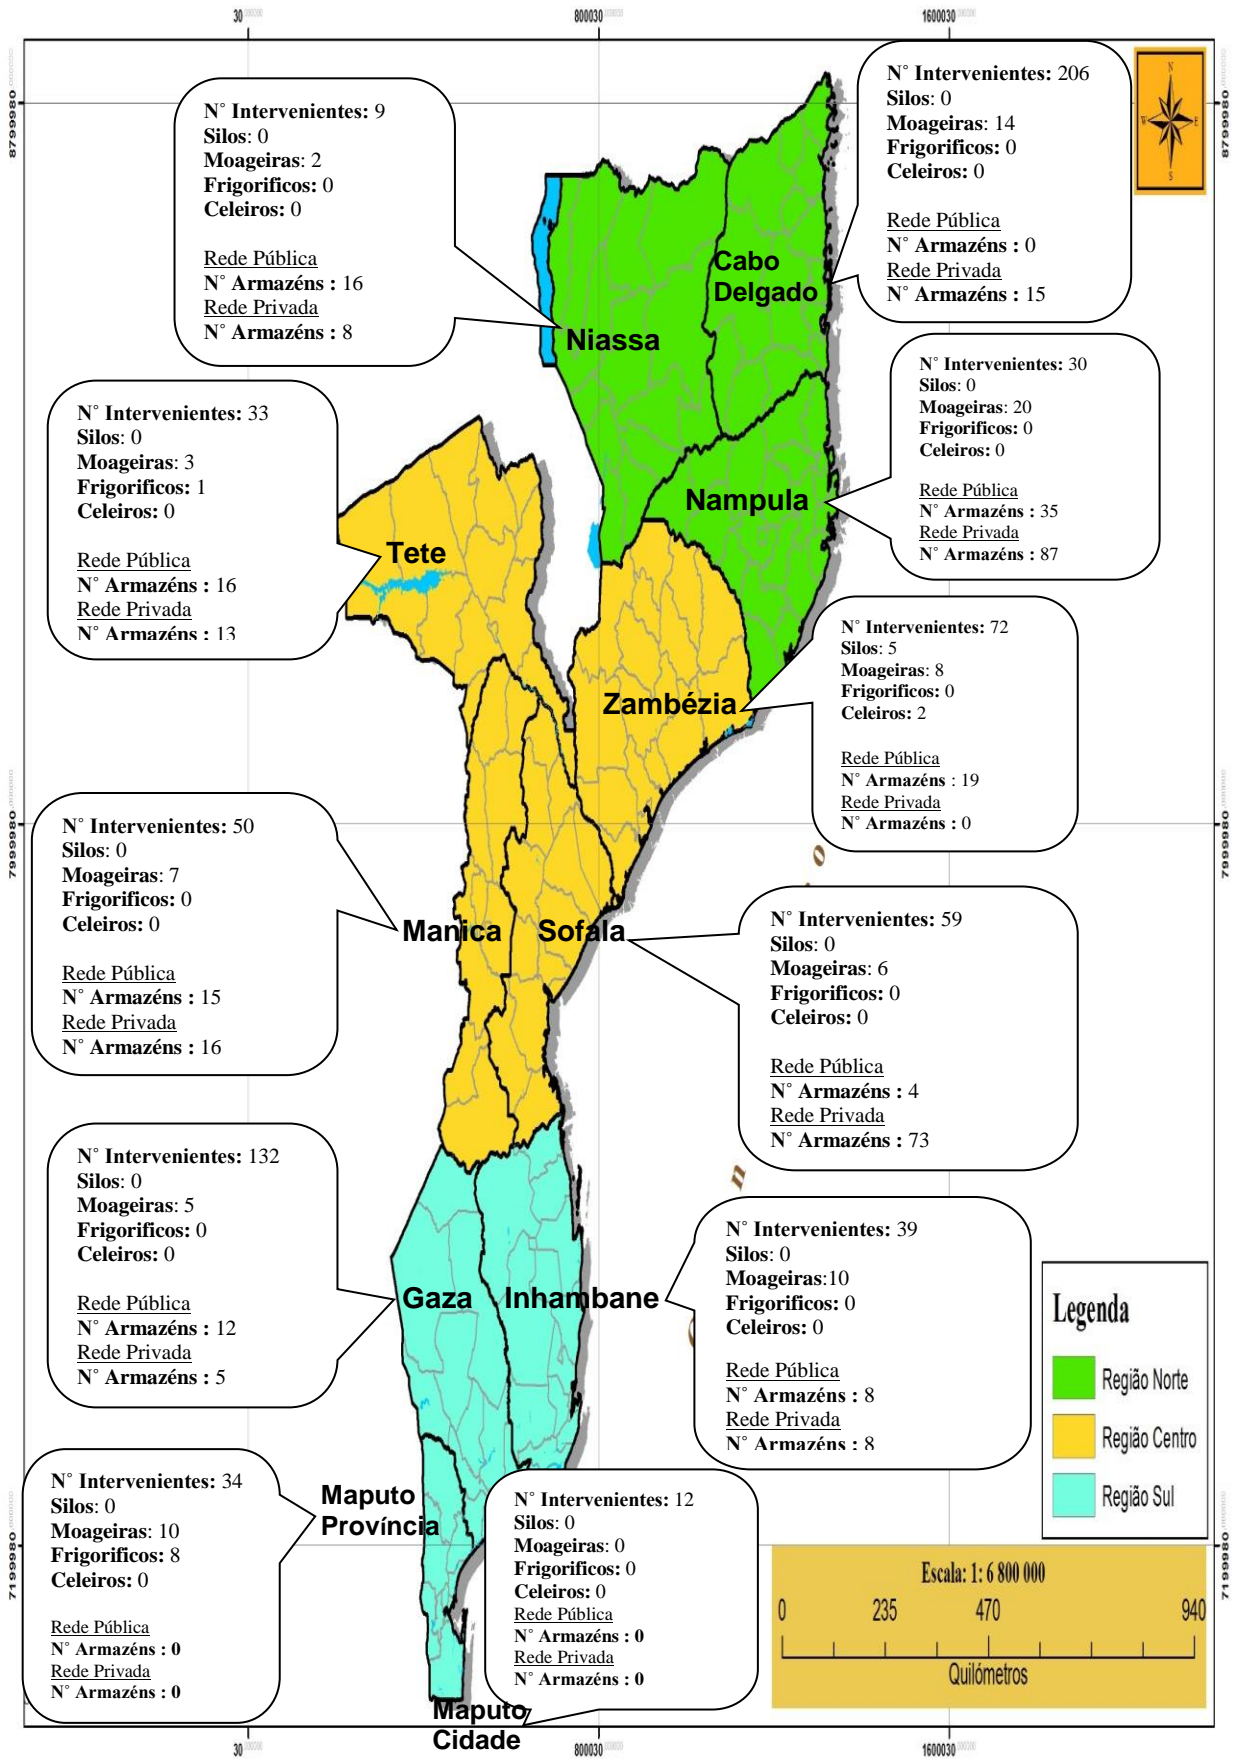 30
800030
1600030
8799980
8799980
N° Intervenientes: 9
Silos: 0
Moageiras: 2
Frigorificos: 0
Celeiros: 0
Rede Pública
N° Armazéns : 16
Rede Privada
N° Armazéns : 8
N° Intervenientes: 206
Silos: 0
Moageiras: 14
Frigorificos: 0
Celeiros: 0
Rede Pública
N° Armazéns : 0
Rede Privada
N° Armazéns : 15
N
W
E
S
Cabo
Delgado
Niassa
N° Intervenientes: 30
Silos: 0
Moageiras: 20
Frigorificos: 0
Celeiros: 0
Rede Pública
N° Armazéns : 35
Rede Privada
N° Armazéns : 87
N° Intervenientes: 33
Silos: 0
Moageiras: 3
Frigorificos: 1
Celeiros: 0
Rede Pública
N° Armazéns : 16
Rede Privada
N° Armazéns : 13
Nampula
Tete
N° Intervenientes: 72
Silos: 5
Moageiras: 8
Frigorificos: 0
Celeiros: 2
Rede Pública
N° Armazéns : 19
Rede Privada
N° Armazéns : 0
Zambézia
7999980
7999980
N° Intervenientes: 50
Silos: 0
Moageiras: 7
Frigorificos: 0
Celeiros: 0
Rede Pública
N° Armazéns : 15
Rede Privada
N° Armazéns : 16
o
Manica
Sofala
N° Intervenientes: 59
Silos: 0
Moageiras: 6
Frigorificos: 0
Celeiros: 0
Rede Pública
N° Armazéns : 4
Rede Privada
N° Armazéns : 73
n
N° Intervenientes: 132
Silos: 0
Moageiras: 5
Frigorificos: 0
Celeiros: 0
Rede Pública
N° Armazéns : 12
Rede Privada
N° Armazéns : 5
N° Intervenientes: 39
Silos: 0
Moageiras:10
Frigorificos: 0
Celeiros: 0
Rede Pública
N° Armazéns : 8
Rede Privada
N° Armazéns : 8
Gaza
Inhambane
Legenda
Região Norte
Região Centro
Região Sul
N° Intervenientes: 34
Silos: 0
Moageiras: 10
Frigorificos: 8
Celeiros: 0
Rede Pública
N° Armazéns : 0
Rede Privada
N° Armazéns : 0
Maputo
Província
N° Intervenientes: 12
Silos: 0
Moageiras: 0
Frigorificos: 0
Celeiros: 0
Rede Pública
N° Armazéns : 0
Rede Privada
N° Armazéns : 0
7199980
7199980
Escala: 1: 6 800 000
0 235 470 940
Quilómetros
Maputo
Cidade
30
800030
1600030